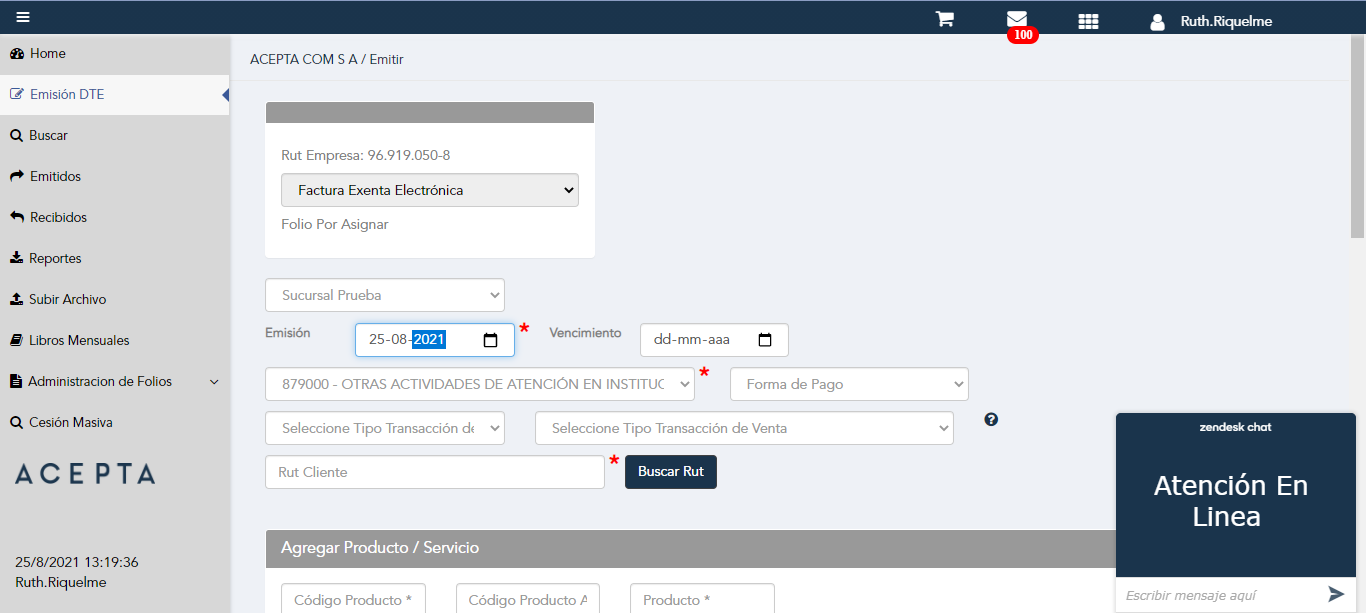 100
Ruth.Riquelme
Home
Emisión DTE
Buscar
Emitidos
Recibidos
Reportes
Subir Archivo
Libros Mensuales
Administracion de Folios
Cesión Masiva
ACEPTA
25/8/2021 13:19:36
Ruth.Riquelme
ACEPTA COM S A / Emitir
Rut Empresa: 96.919.050-8
Factura Exenta Electrónica
Folio Por Asignar
Sucursal Prueba
Emisión 25-08-2021 * Vencimiento dd-mm-aaa
879000 - OTRAS ACTIVIDADES DE ATENCIÓN EN INSTITUC * Forma de Pago
Seleccione Tipo Transacción de Seleccione Tipo Transacción de Venta ?
Rut Cliente * Buscar Rut
Agregar Producto / Servicio
Código Producto * Código Producto A Producto *
zendesk chat
Atención En
Linea
Escribir mensaje aquí